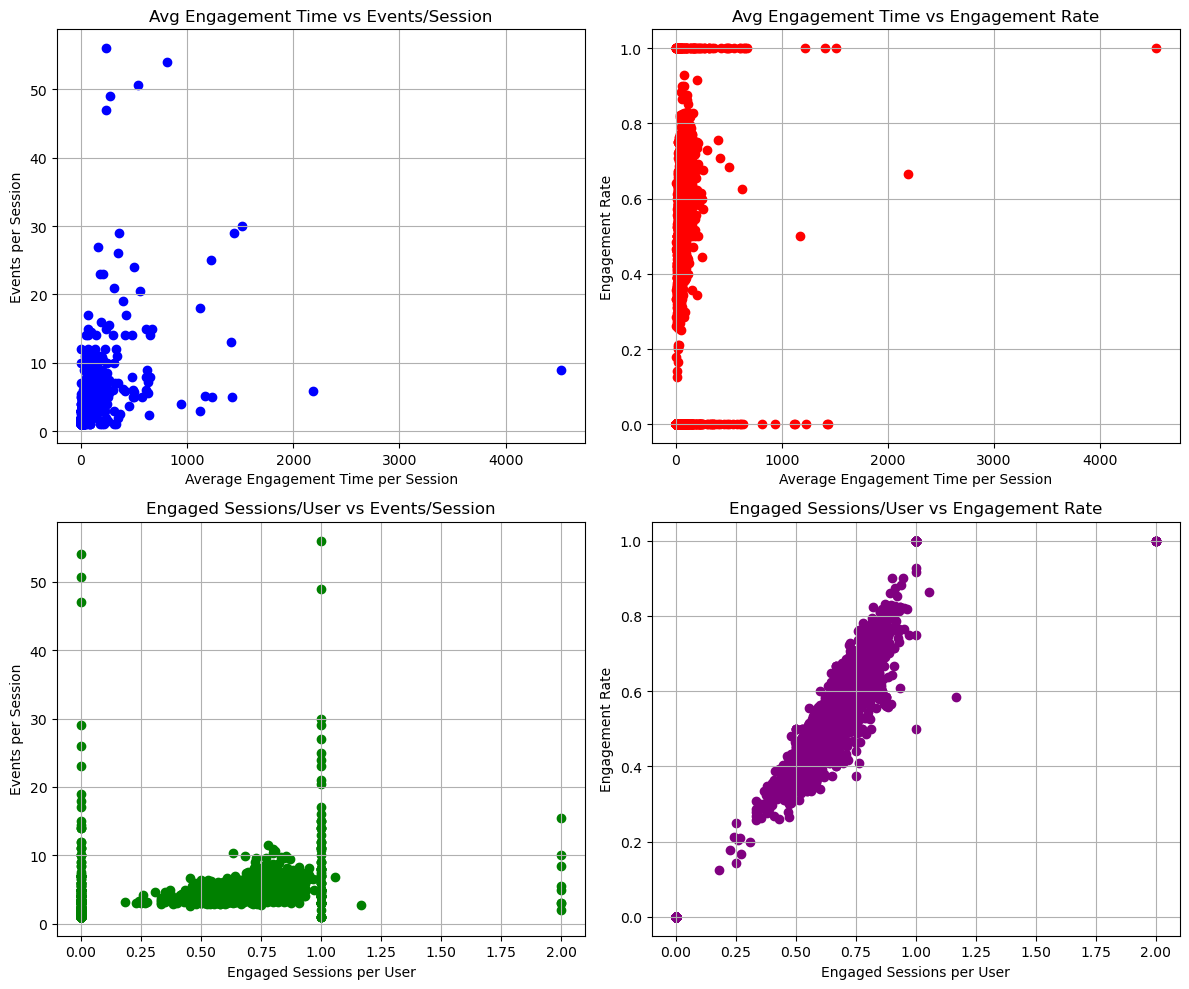 Avg Engagement Time vs Events/Session
Events per Session
50
40
30
20
10
0
0 1000 2000 3000 4000
Average Engagement Time per Session
Avg Engagement Time vs Engagement Rate
Engagement Rate
1.0
0.8
0.6
0.4
0.2
0.0
0 1000 2000 3000 4000
Average Engagement Time per Session
Engaged Sessions/User vs Events/Session
Events per Session
50
40
30
20
10
0
0.00 0.25 0.50 0.75 1.00 1.25 1.50 1.75 2.00
Engaged Sessions per User
Engaged Sessions/User vs Engagement Rate
Engagement Rate
1.0
0.8
0.6
0.4
0.2
0.0
0.00 0.25 0.50 0.75 1.00 1.25 1.50 1.75 2.00
Engaged Sessions per User